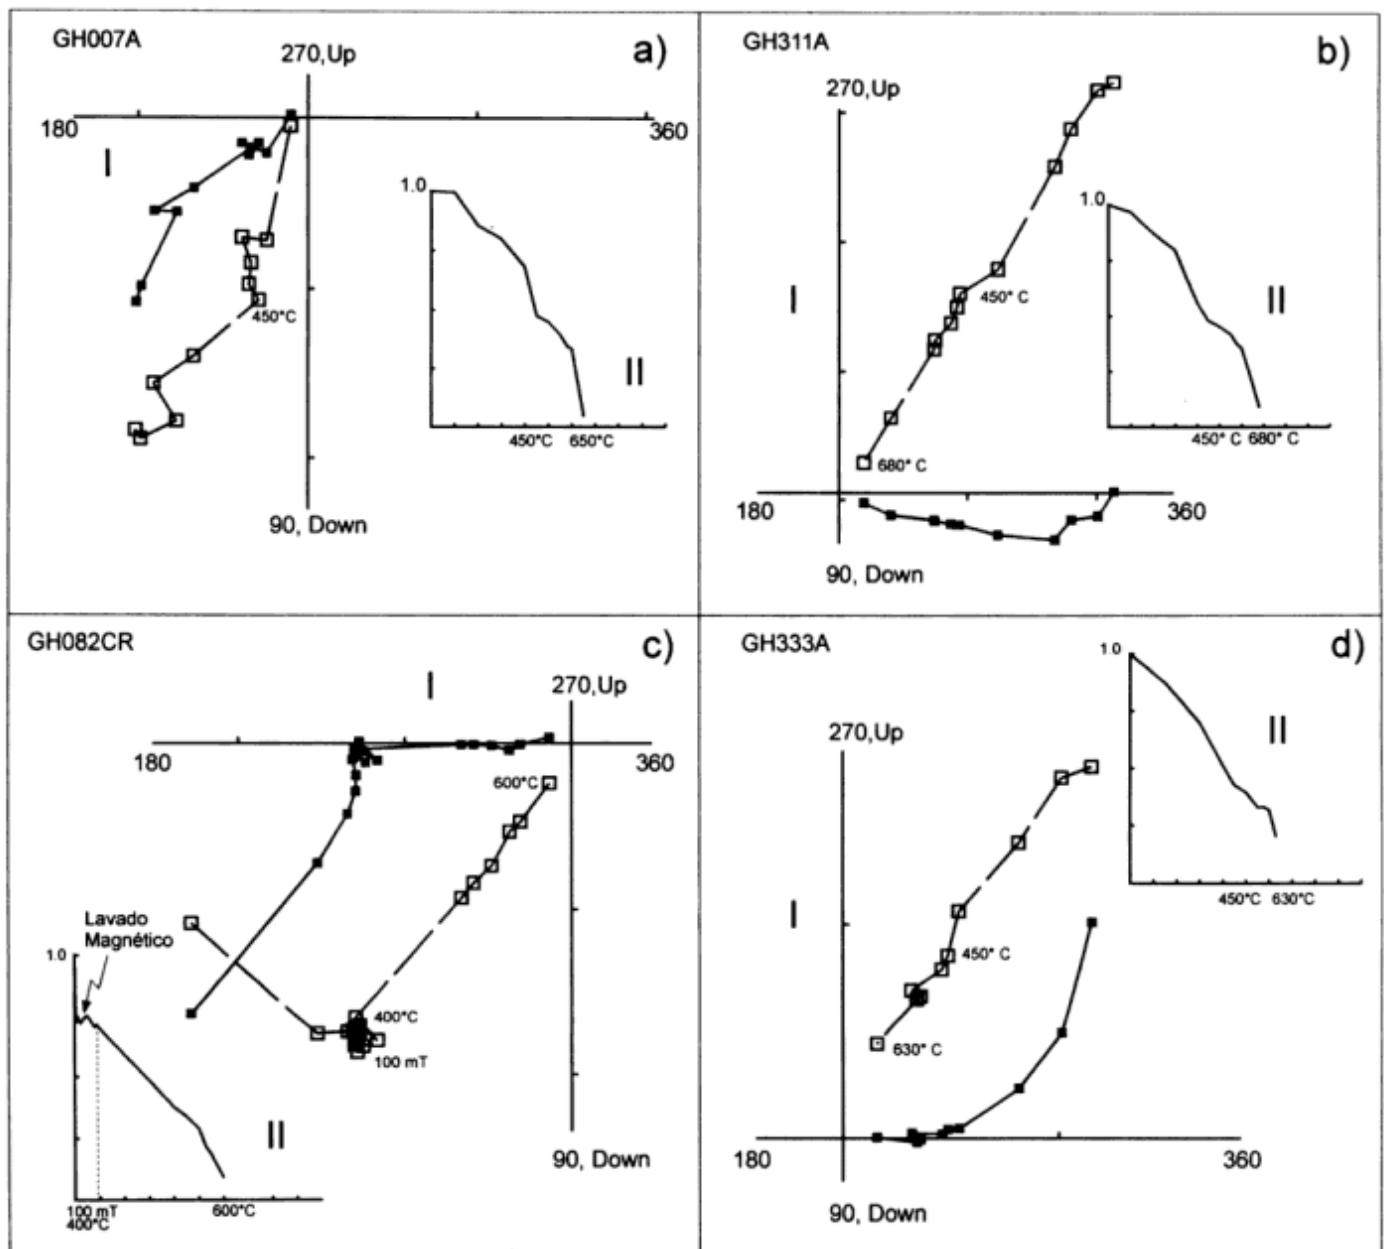 GH007A
a)
270,Up
180
360
I
1.0
450°C
II
450°C 650°C
90, Down
GH311A
b)
270,Up
1.0
I
450° C
II
450° C 680° C
680° C
180
360
90, Down
GH082CR
c)
I
270,Up
180
360
600°C
Lavado
Magnético
1.0
400°C
100 mT
II
90, Down
100 mT
400°C
600°C
GH333A
d)
1.0
270,Up
II
450°C 630°C
I
450° C
630° C
180
360
90, Down